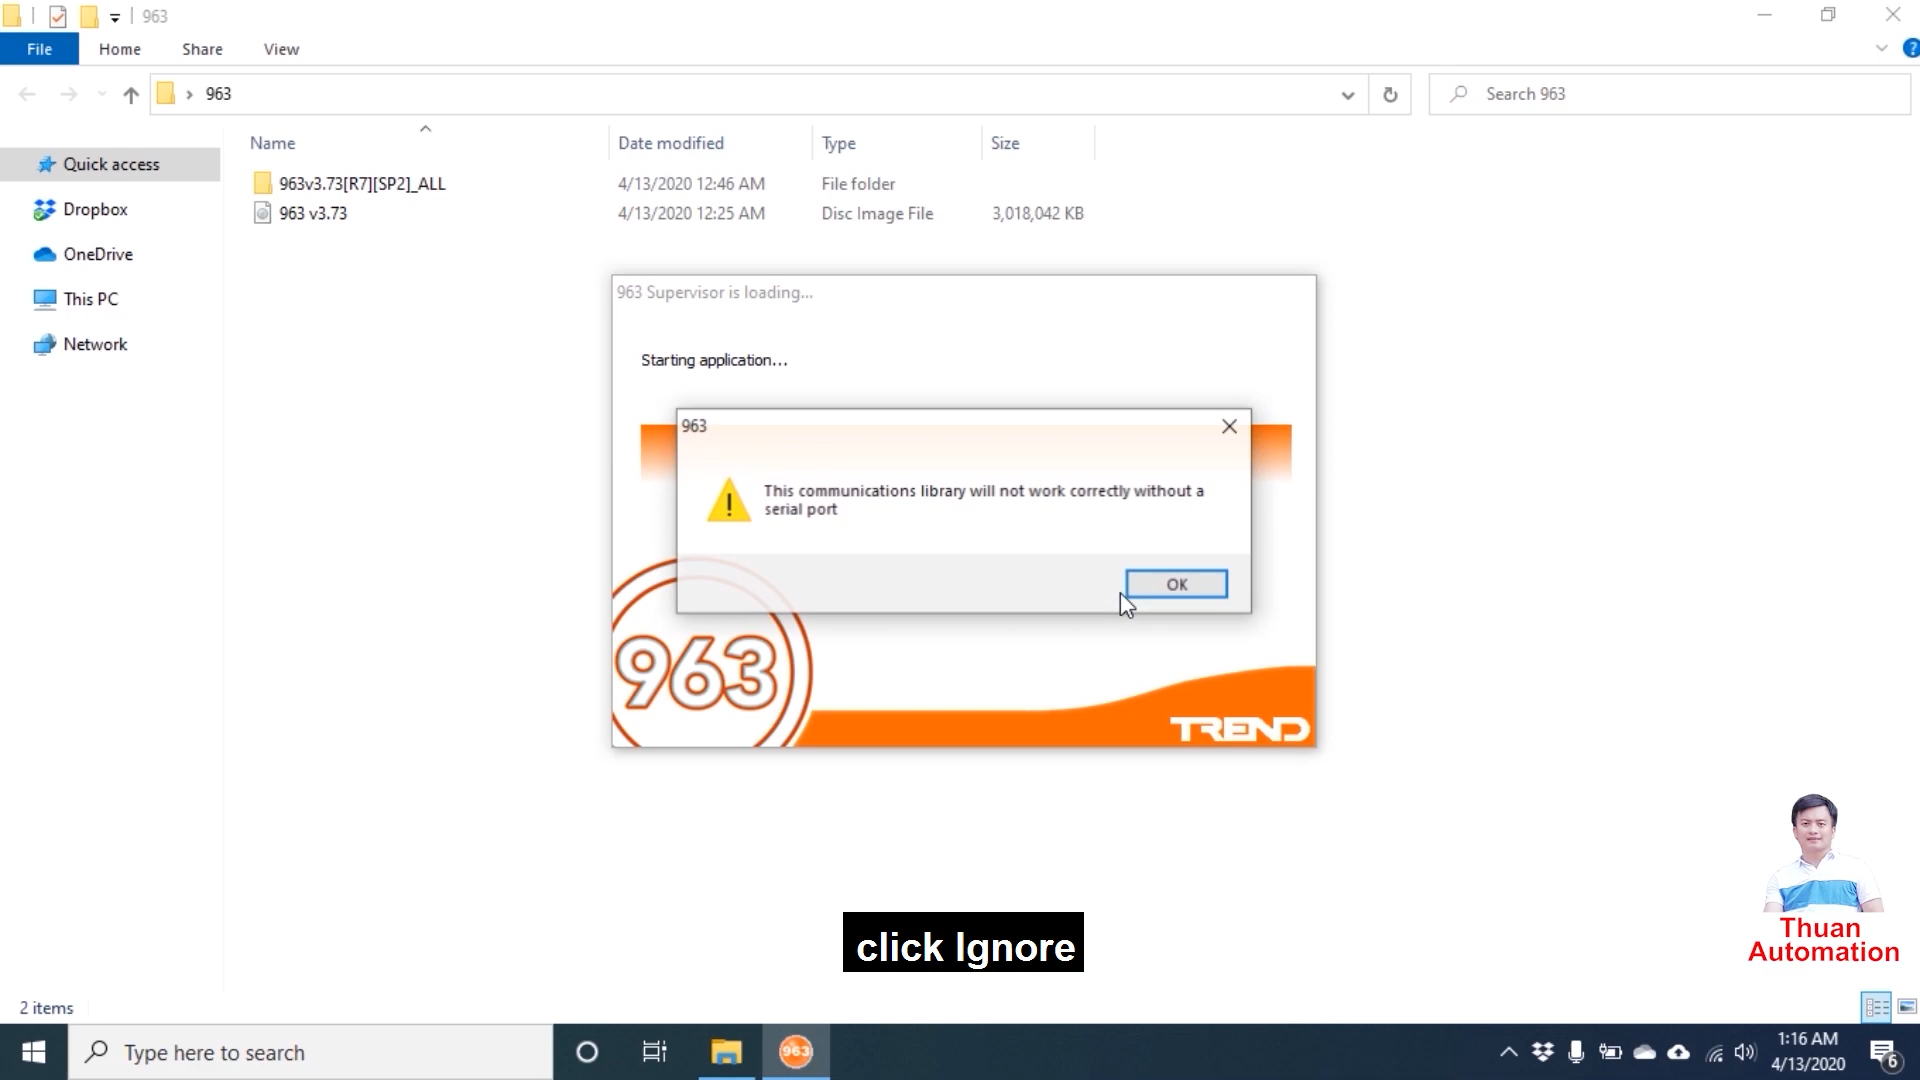 963
File
Home
Share
View
963
Search 963
Name
Date modified
Type
Size
Quick access
Dropbox
OneDrive
This PC
Network
963v3.73[R7][SP2]_ALL
4/13/2020 12:46 AM
File folder
963 v3.73
4/13/2020 12:25 AM
Disc Image File
3,018,042 KB
963 Supervisor is loading...
Starting application...
963
This communications library will not work correctly without a
serial port
OK
963
TREND
click Ignore
Thuan
Automation
2 items
Type here to search
963
1:16 AM
4/13/2020
6